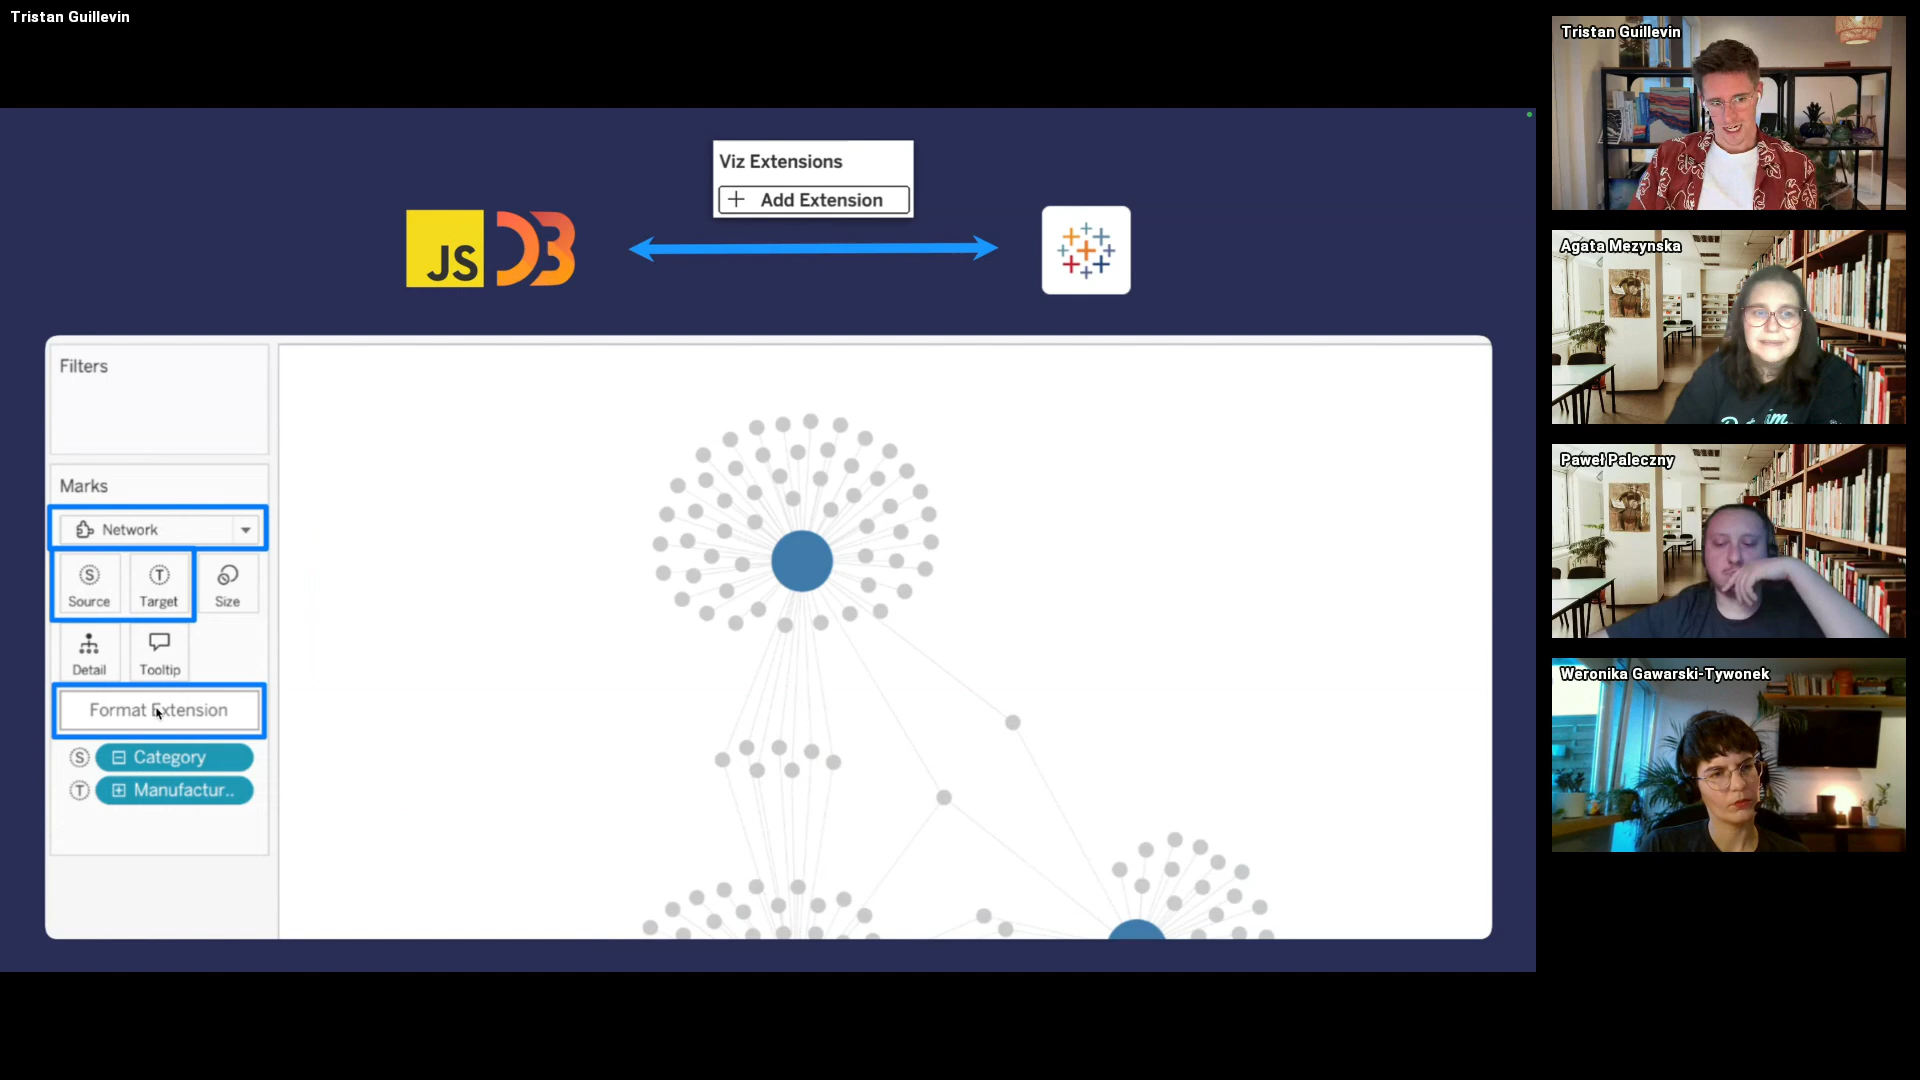 Tristan Guillevin
Viz Extensions
+ Add Extension
JS D3
Filters
Marks
Network
S T
Source Target Size
Detail Tooltip
Format Extension
S Category
T Manufactur..
Tristan Guillevin
Agata Mezynska
Paweł Paleczny
Weronika Gawarski-Tywonek